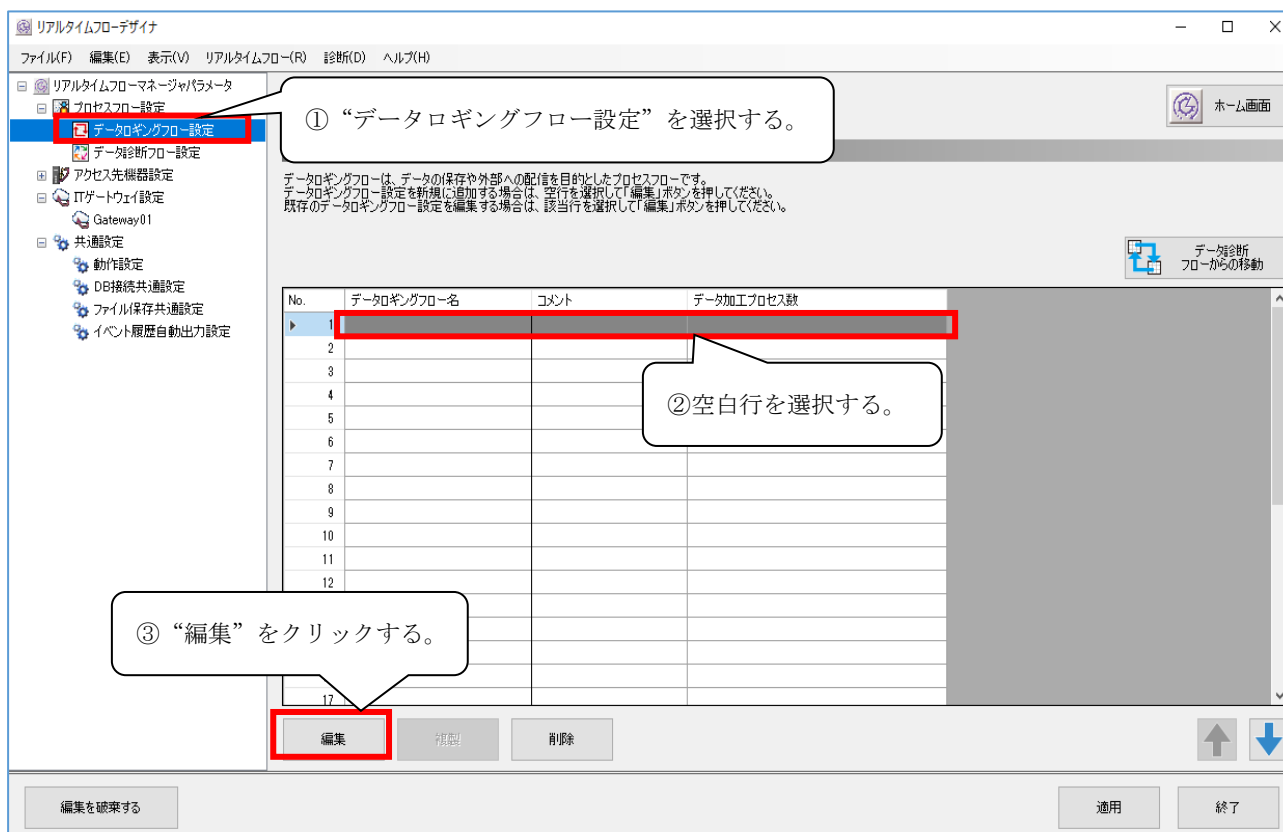 リアルタイムフローデザイナ
ファイル(F) 編集(E) 表示(V) リアルタイムフロー(R) 診断(D) ヘルプ(H)
リアルタイムフローマネージャパラメータ
プロセスフロー設定
データロギングフロー設定
データ診断フロー設定
アクセス先機器設定
ITゲートウェイ設定
Gateway01
共通設定
動作設定
DB接続共通設定
ファイル保存共通設定
イベント履歴自動出力設定
①“データロギングフロー設定”を選択する。
ホーム画面
データロギングフローは、データの保存や外部への配信を目的としたプロセスフローです。
データロギングフロー設定を新規に追加する場合は、空行を選択して「編集」ボタンを押してください。
既存のデータロギングフロー設定を編集する場合は、該当行を選択して「編集」ボタンを押してください。
データ診断
フローからの移動
No. データロギングフロー名 コメント データ加工プロセス数
1
2
3
4
5
6
7
8
9
10
11
12
17
②空白行を選択する。
③“編集”をクリックする。
編集 複製 削除
編集を破棄する 適用 終了